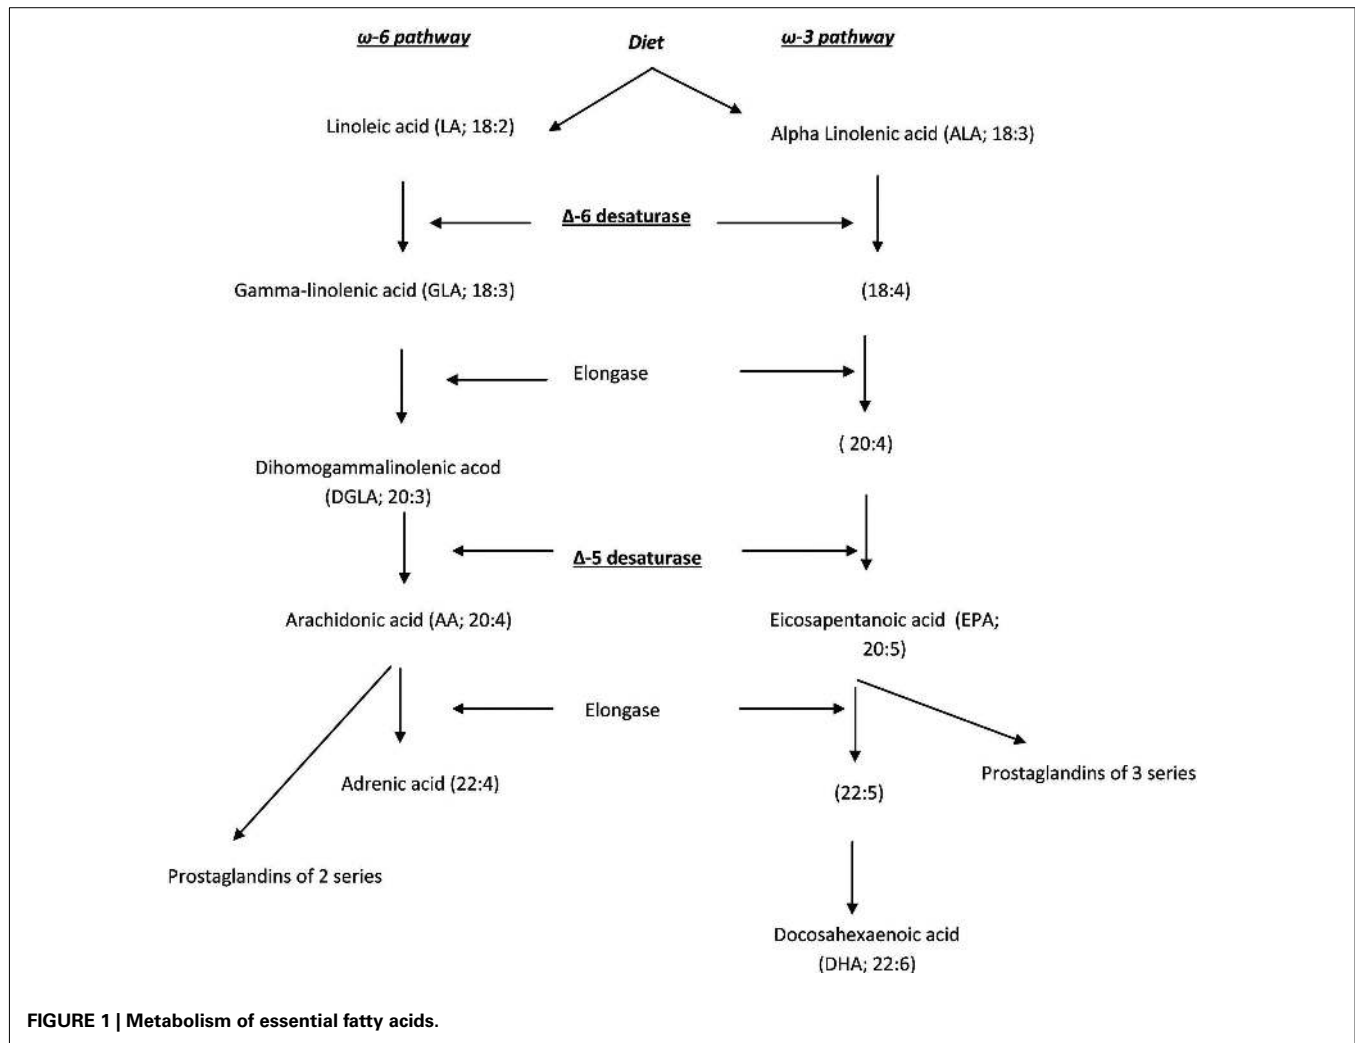 ω-6 pathway
Diet
ω-3 pathway
Linoleic acid (LA; 18:2)
Alpha Linolenic acid (ALA; 18:3)
Δ-6 desaturase
Gamma-linolenic acid (GLA; 18:3)
(18:4)
Elongase
( 20:4)
Dihomogammalinolenic acod
(DGLA; 20:3)
Δ-5 desaturase
Arachidonic acid (AA; 20:4)
Eicosapentanoic acid (EPA;
20:5)
Elongase
Prostaglandins of 3 series
Adrenic acid (22:4)
(22:5)
Prostaglandins of 2 series
Docosahexaenoic acid
(DHA; 22:6)
FIGURE 1 | Metabolism of essential fatty acids.